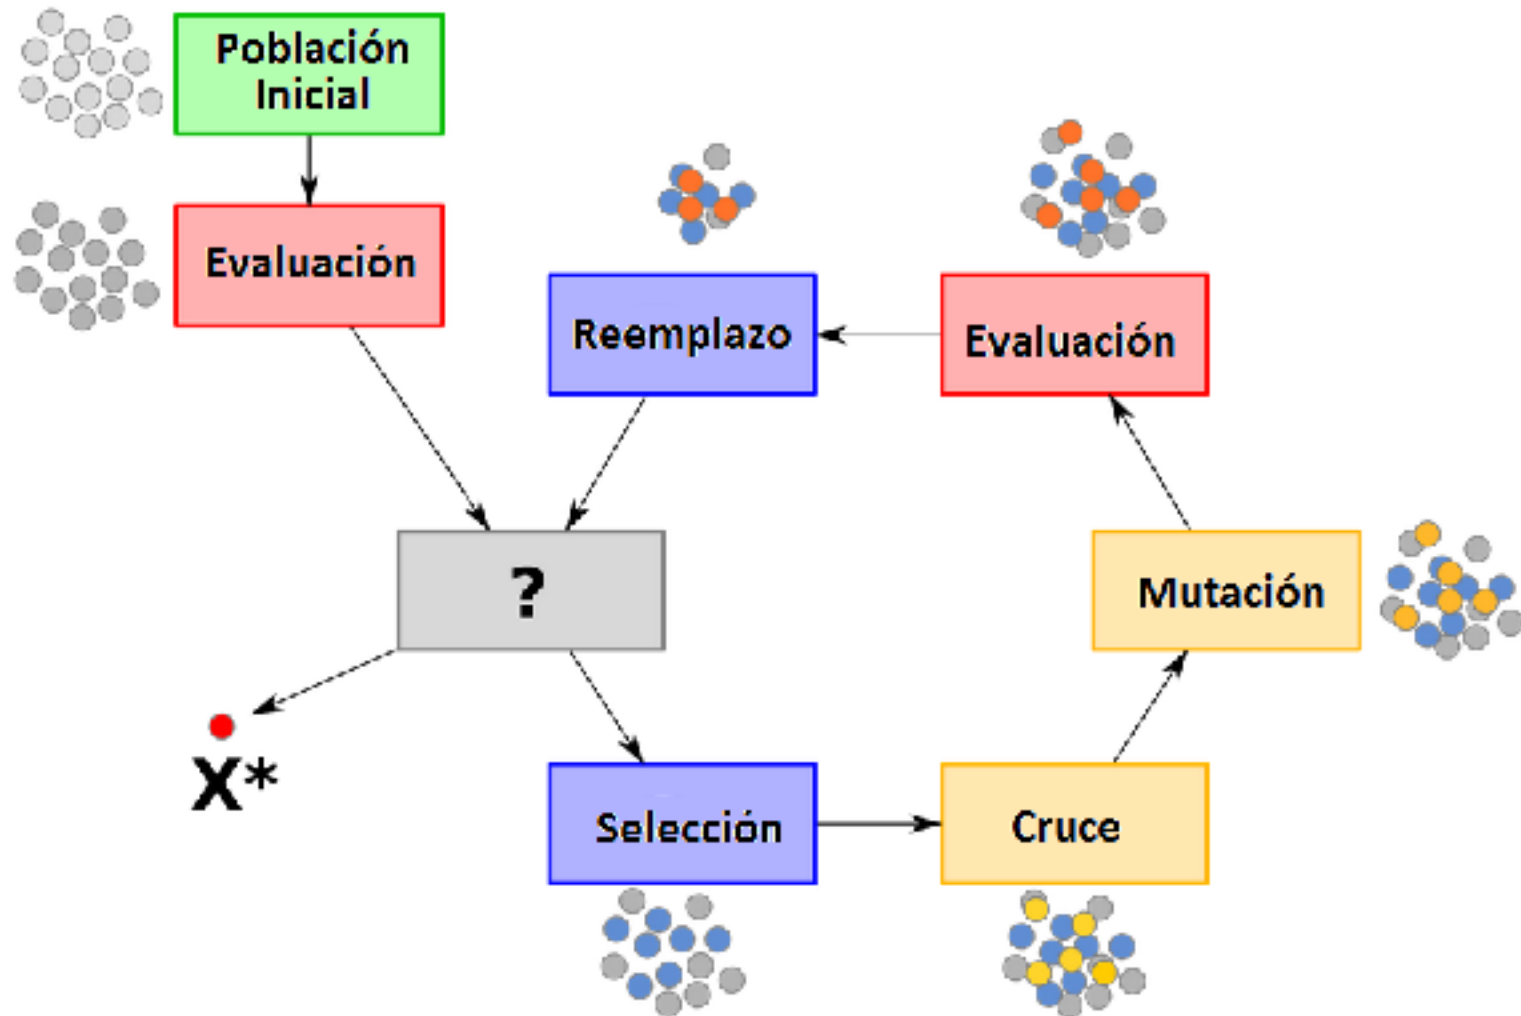 Población
Inicial
Evaluación
Reemplazo
Evaluación
?
Mutación
X*
Selección
Cruce